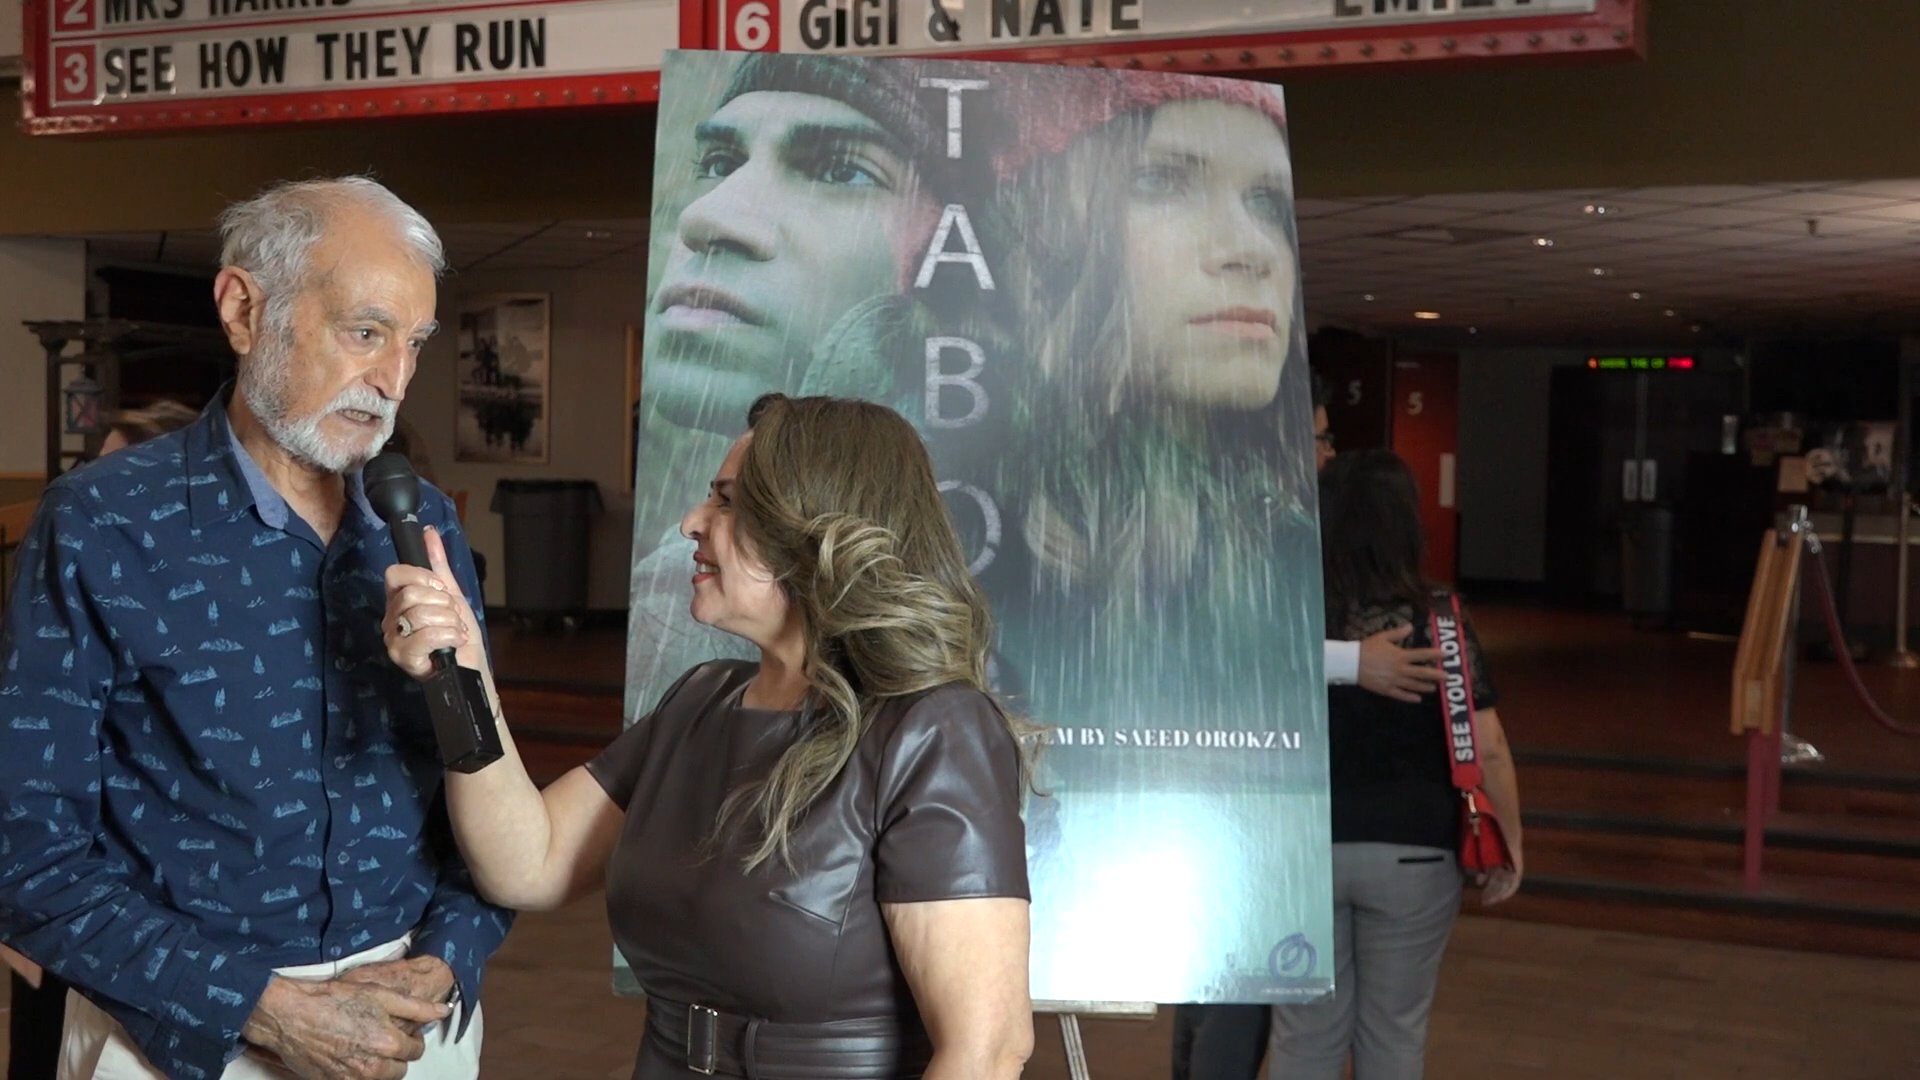 2 MRS HARRIS
3 SEE HOW THEY RUN
6 GIGI & NATE
EMILY
TABO
FILM BY SAEED OROKZAI
5
5
SEE YOU LOVE